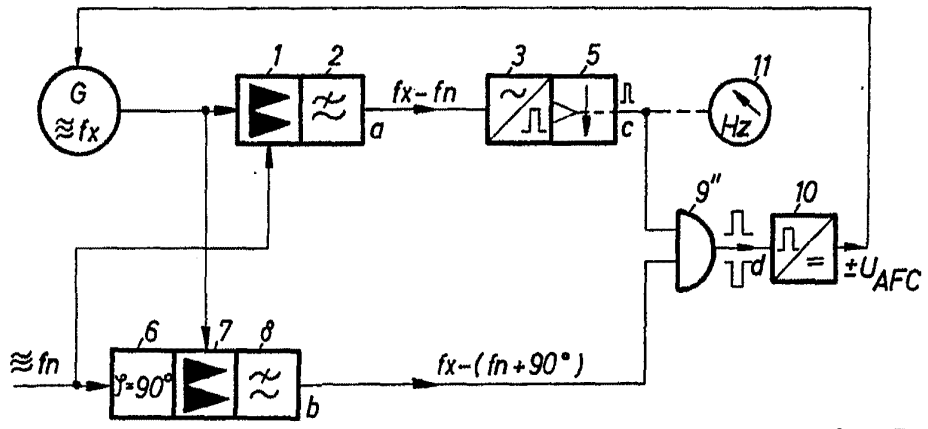 1
2
3
5
11
G
≋fx
fx-fn
a
c
Hz
9"
10
d
=
±U_AFC
6
7
8
≋fn
φ=90°
b
fx-(fn+90°)